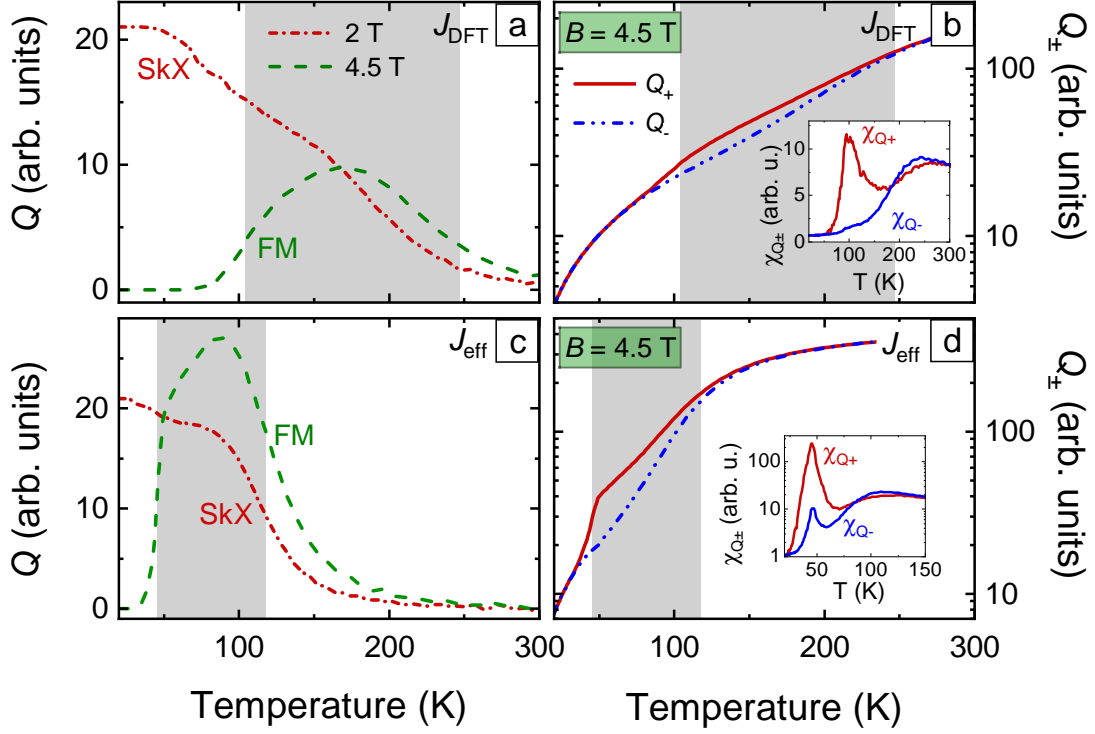 J_DFT a
2 T
4.5 T
SkX
FM
20
10
0
Q (arb. units)
B = 4.5 T J_DFT b
Q+
Q-
100
10
Q± (arb. units)
χQ+
χQ-
10
5
0
χQ± (arb. u.)
100 200 300
T (K)
J_eff c
FM
SkX
20
10
0
Q (arb. units)
100 200 300
Temperature (K)
B = 4.5 T J_eff d
100
10
Q± (arb. units)
χQ+
χQ-
100
10
1
χQ± (arb. u.)
50 100 150
T (K)
100 200 300
Temperature (K)